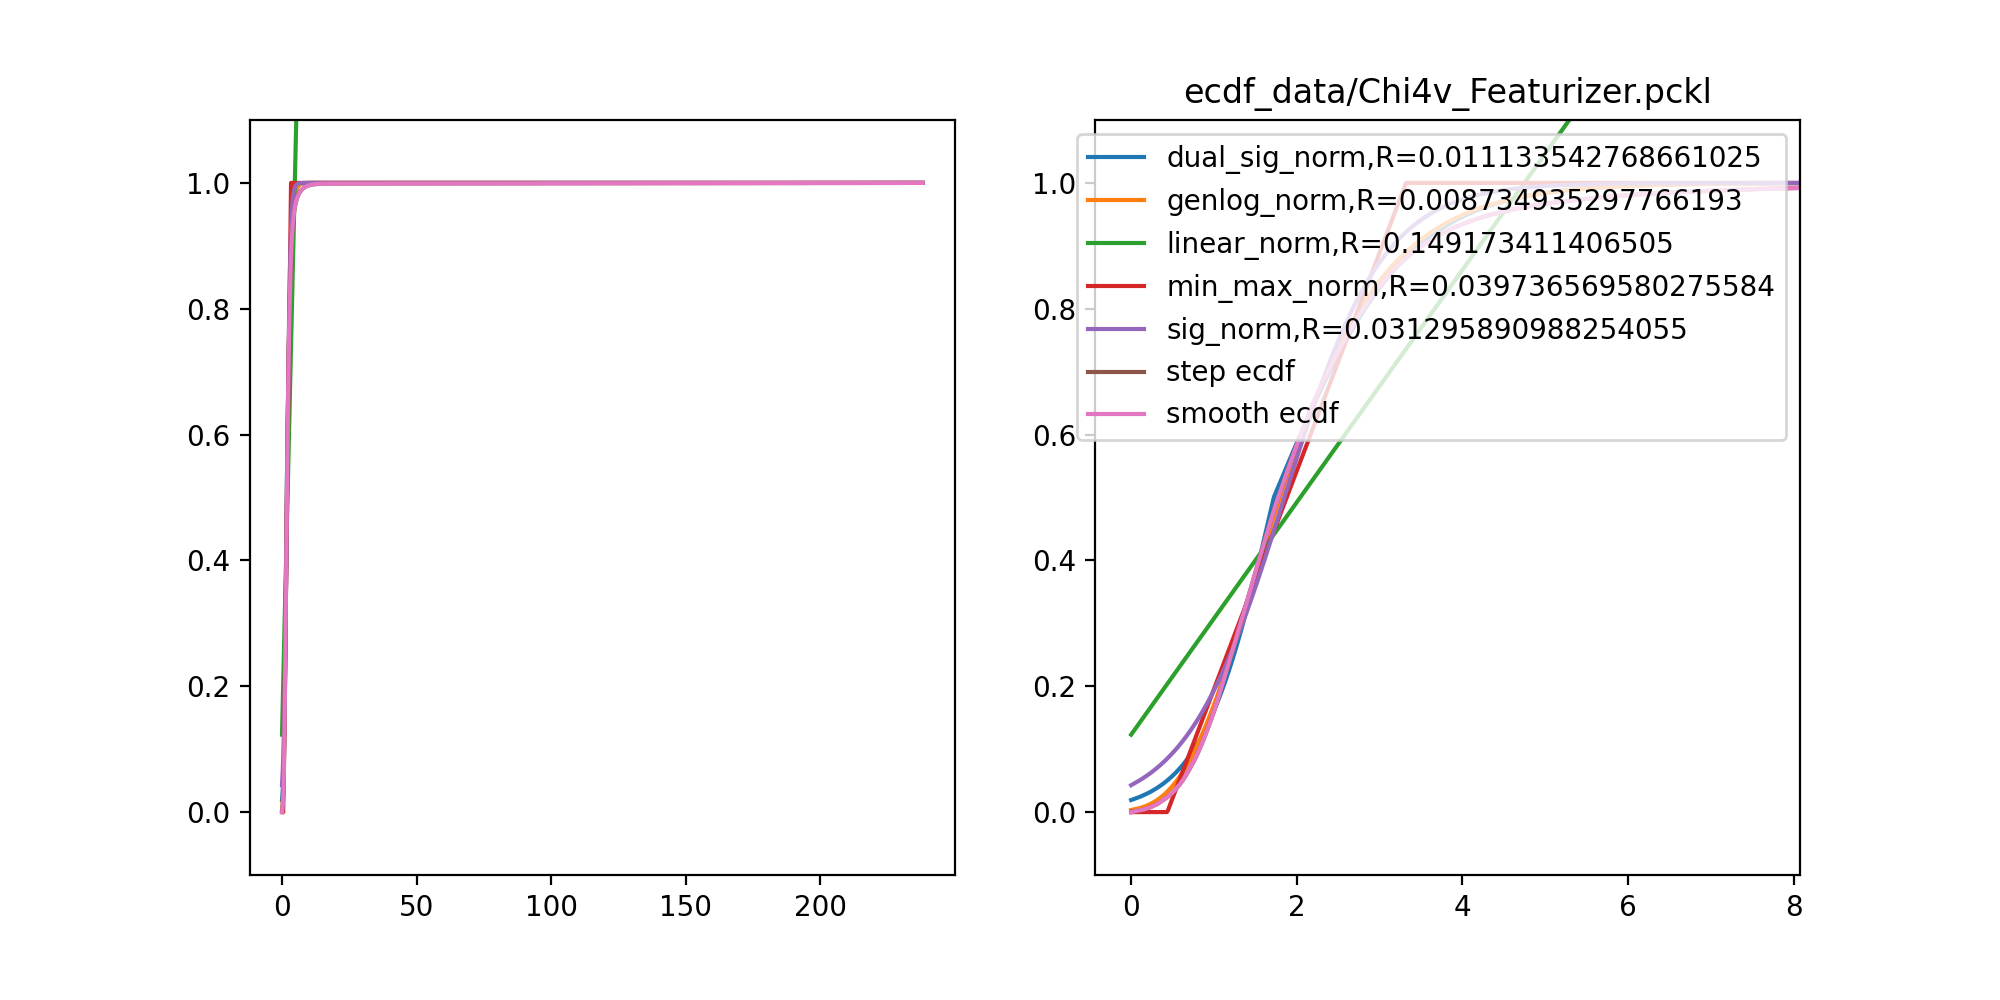 ecdf_data/Chi4v_Featurizer.pckl
1.0
0.8
0.6
0.4
0.2
0.0
0 50 100 150 200
dual_sig_norm,R=0.011133542768661025
genlog_norm,R=0.008734935297766193
linear_norm,R=0.149173411406505
min_max_norm,R=0.039736569580275584
sig_norm,R=0.031295890988254055
step ecdf
smooth ecdf
1.0
0.8
0.6
0.4
0.2
0.0
0 2 4 6 8